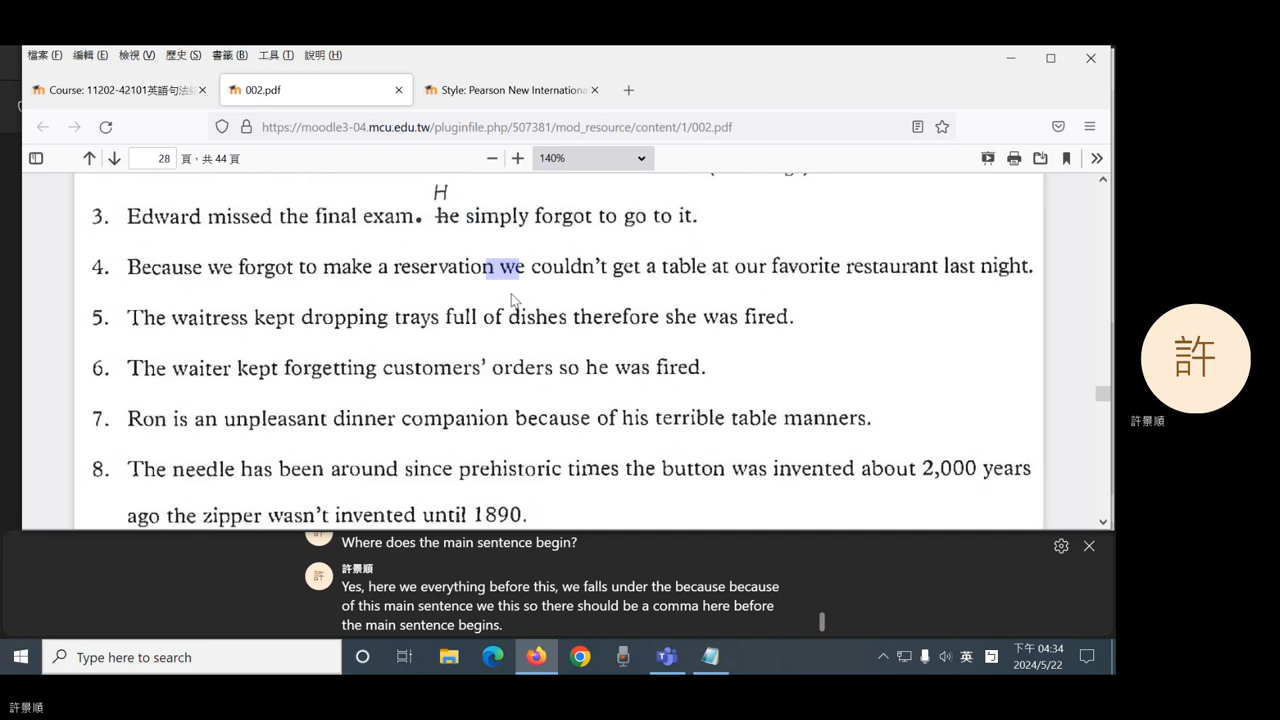 檔案(F) 編輯(E) 檢視(V) 歷史(S) 書籤(B) 工具(T) 說明(H)
Course: 11202-42101英語句法 002.pdf Style: Pearson New Internationa
https://moodle3-04.mcu.edu.tw/pluginfile.php/507381/mod_resource/content/1/002.pdf
28 頁，共 44 頁 140%
H
3. Edward missed the final exam. he simply forgot to go to it.
4. Because we forgot to make a reservation we couldn't get a table at our favorite restaurant last night.
5. The waitress kept dropping trays full of dishes therefore she was fired.
6. The waiter kept forgetting customers' orders so he was fired.
7. Ron is an unpleasant dinner companion because of his terrible table manners.
8. The needle has been around since prehistoric times the button was invented about 2,000 years
ago the zipper wasn't invented until 1890.
許
許景順
許
Where does the main sentence begin?
許景順
許
Yes, here we everything before this, we falls under the because because
of this main sentence we this so there should be a comma here before
the main sentence begins.
Type here to search
英
下午 04:34
2024/5/22
許景順